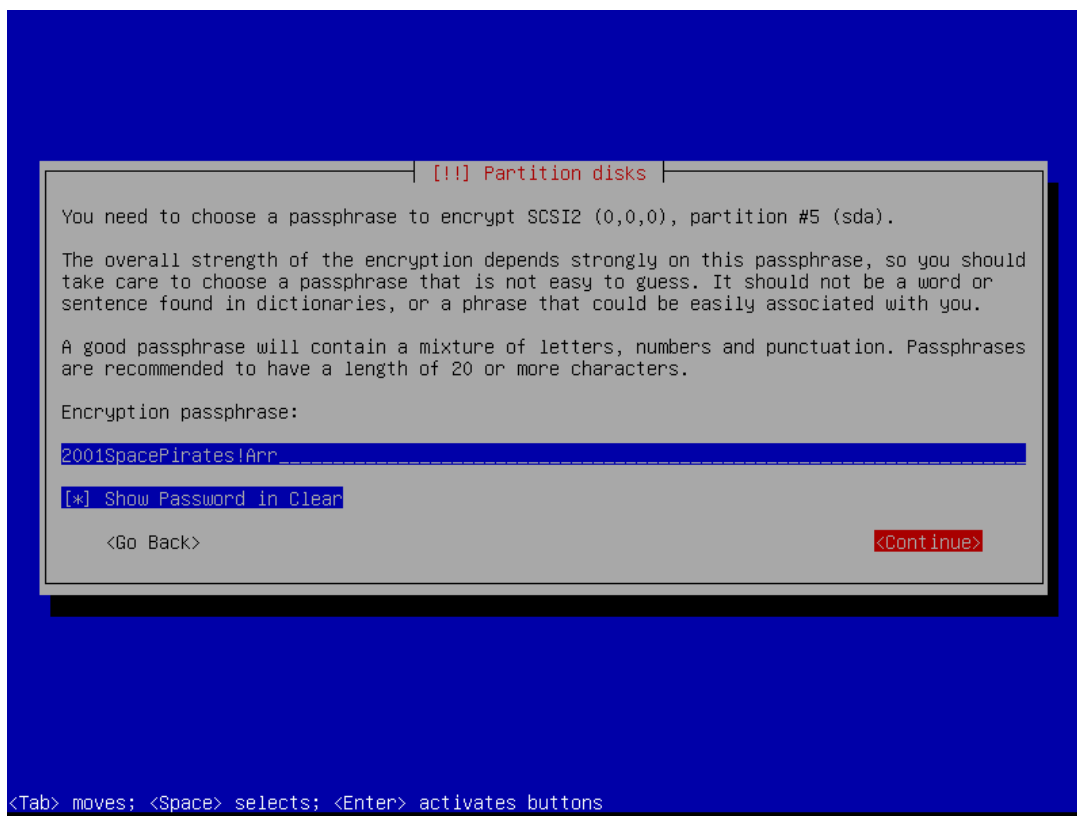 [!!] Partition disks
You need to choose a passphrase to encrypt SCSI2 (0,0,0), partition #5 (sda).
The overall strength of the encryption depends strongly on this passphrase, so you should
take care to choose a passphrase that is not easy to guess. It should not be a word or
sentence found in dictionaries, or a phrase that could be easily associated with you.
A good passphrase will contain a mixture of letters, numbers and punctuation. Passphrases
are recommended to have a length of 20 or more characters.
Encryption passphrase:
2001SpacePirates!Arr
[*] Show Password in Clear
<Go Back> <Continue>
<Tab> moves; <Space> selects; <Enter> activates buttons